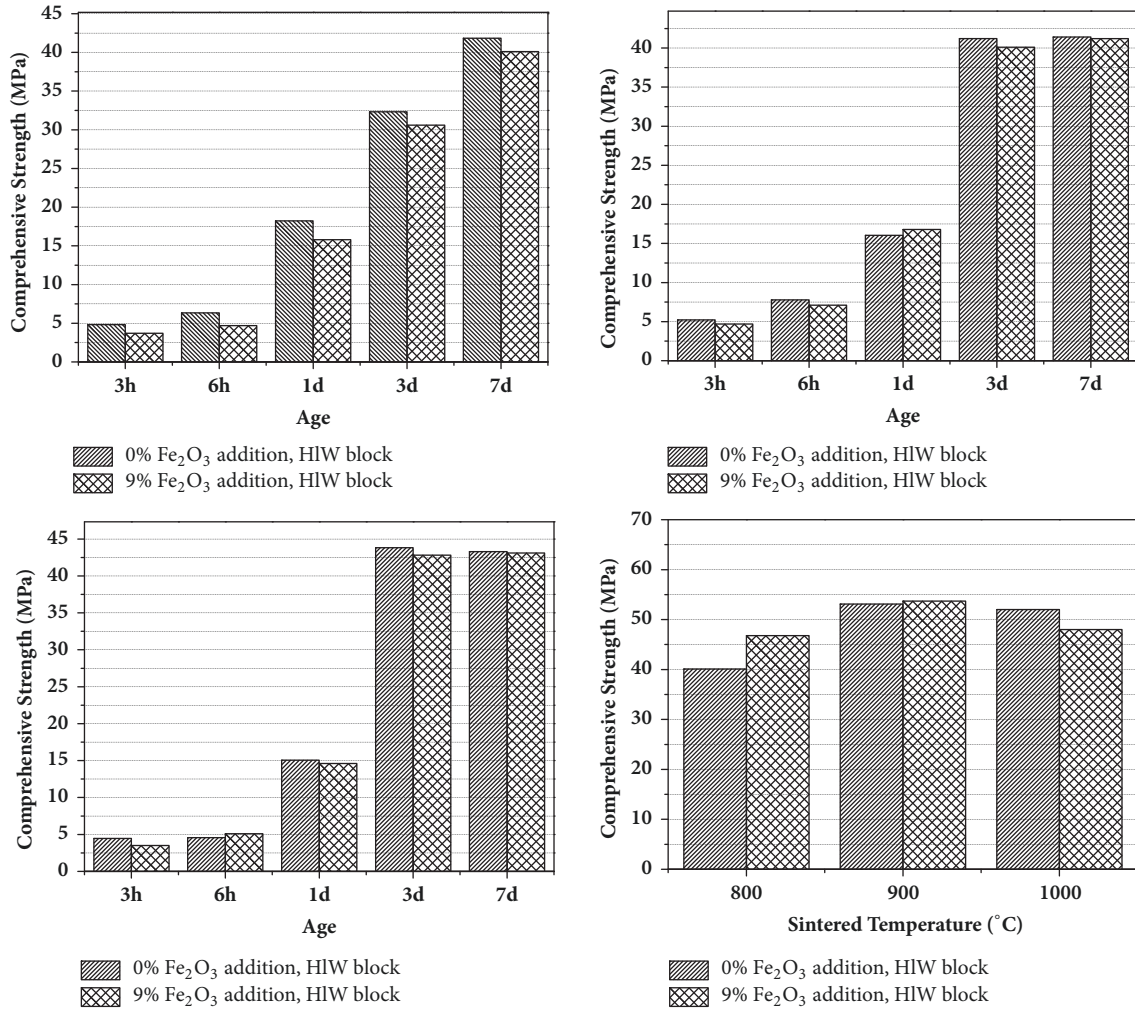 45
40
35
30
25
20
15
10
5
0
Comprehensive Strength (MPa)
3h 6h 1d 3d 7d
Age
0% Fe₂O₃ addition, HlW block
9% Fe₂O₃ addition, HlW block
40
35
30
25
20
15
10
5
0
Comprehensive Strength (MPa)
3h 6h 1d 3d 7d
Age
0% Fe₂O₃ addition, HlW block
9% Fe₂O₃ addition, HlW block
45
40
35
30
25
20
15
10
5
0
Comprehensive Strength (MPa)
3h 6h 1d 3d 7d
Age
0% Fe₂O₃ addition, HlW block
9% Fe₂O₃ addition, HlW block
70
60
50
40
30
20
10
0
Comprehensive Strength (MPa)
800 900 1000
Sintered Temperature (°C)
0% Fe₂O₃ addition, HlW block
9% Fe₂O₃ addition, HlW block